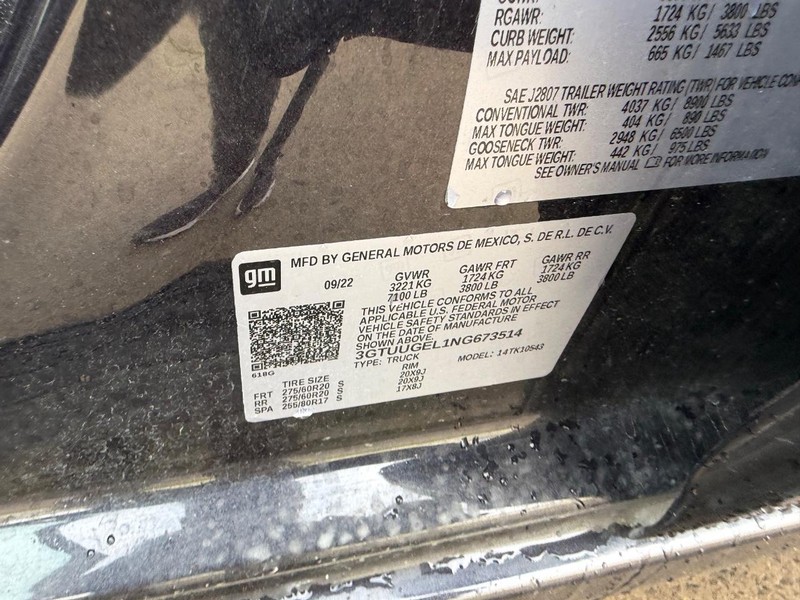 RGAWR: 1724 KG/ 3800 LBS
CURB WEIGHT: 2556 KG/ 5633 LBS
MAX PAYLOAD: 665 KG/ 1467 LBS
SAE J2807 TRAILER WEIGHT RATING (TWR) FOR VEHICLE
CONVENTIONAL TWR: 4037 KG/ 8900 LBS
MAX TONGUE WEIGHT: 404 KG/ 890 LBS
GOOSENECK TWR: 2948 KG/ 6500 LBS
MAX TONGUE WEIGHT: 442 KG/ 975 LBS
SEE OWNER'S MANUAL FOR MORE INFORMATION
gm
MFD BY GENERAL MOTORS DE MEXICO, S. DE R.L. DE C.V.
09/22 GVWR GAWR FRT GAWR RR
3221 KG 1724 KG 1724 KG
7100 LB 3800 LB 3800 LB
THIS VEHICLE CONFORMS TO ALL
APPLICABLE U.S. FEDERAL MOTOR
VEHICLE SAFETY STANDARDS IN EFFECT
ON THE DATE OF MANUFACTURE
SHOWN ABOVE.
3GTUUGEL1NG673514
TYPE: TRUCK MODEL: 14TK10543
618G
TIRE SIZE RIM
FRT 275/60R20 S 20X9J
RR 275/60R20 S 20X9J
SPA 255/80R17 S 17X8J